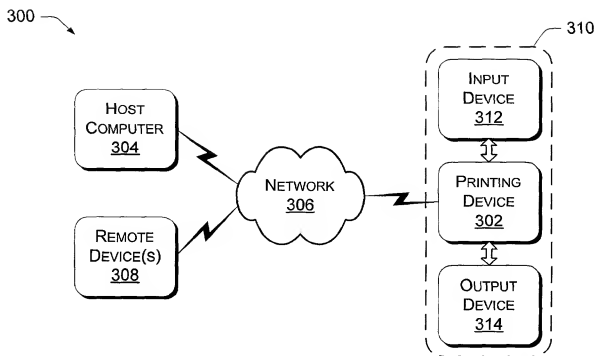 300
310
HOST
COMPUTER
304
REMOTE
DEVICE(S)
308
NETWORK
306
INPUT
DEVICE
312
PRINTING
DEVICE
302
OUTPUT
DEVICE
314